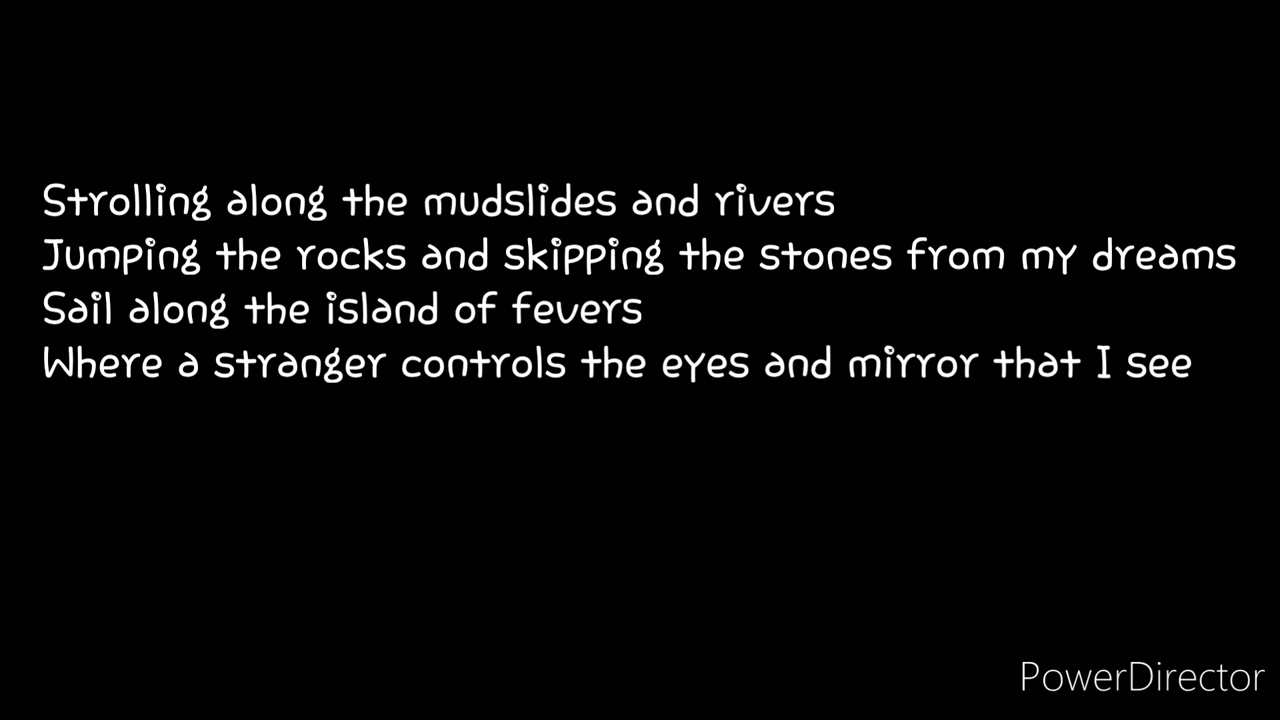 Strolling along the mudslides and rivers
Jumping the rocks and skipping the stones from my dreams
Sail along the island of fevers
Where a stranger controls the eyes and mirror that I see
PowerDirector